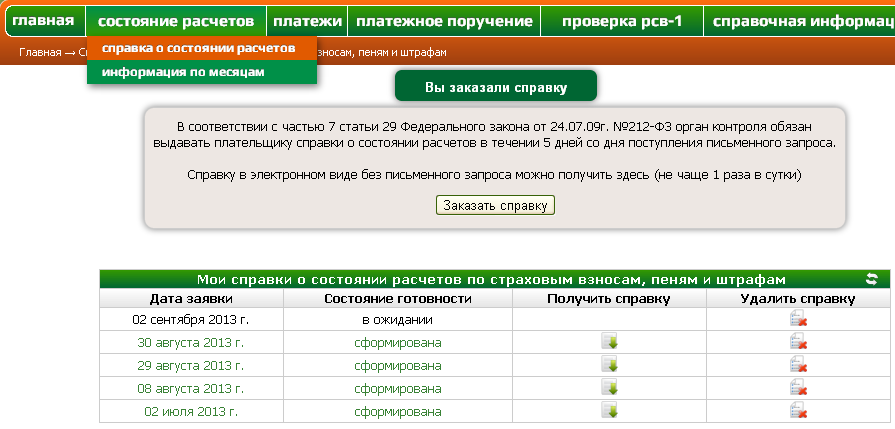 главная состояние расчетов платежи платежное поручение проверка рсв-1 справочная информац
справка о состоянии расчетов
Главная → С зносам, пеням и штрафам
информация по месяцам
Вы заказали справку
В соответствии с частью 7 статьи 29 Федерального закона от 24.07.09г. №212-ФЗ орган контроля обязан
выдавать плательщику справки о состоянии расчетов в течении 5 дней со дня поступления письменного запроса.
Справку в электронном виде без письменного запроса можно получить здесь (не чаще 1 раза в сутки)
Заказать справку
Мои справки о состоянии расчетов по страховым взносам, пеням и штрафам
Дата заявки Состояние готовности Получить справку Удалить справку
02 сентября 2013 г. в ожидании
30 августа 2013 г. сформирована
29 августа 2013 г. сформирована
08 августа 2013 г. сформирована
02 июля 2013 г. сформирована